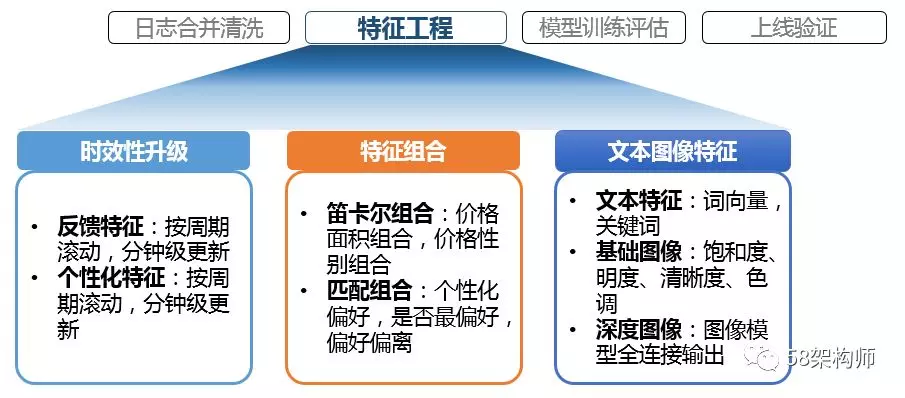 日志合并清洗
特征工程
模型训练评估
上线验证
时效性升级
• 反馈特征：按周期
滚动，分钟级更新
• 个性化特征：按周
期滚动，分钟级更
新
特征组合
• 笛卡尔组合：价格
面积组合，价格性
别组合
• 匹配组合：个性化
偏好，是否最偏好，
偏好偏离
文本图像特征
• 文本特征：词向量，
关键词
• 基础图像：饱和度、
明度、清晰度、色
调
• 深度图像：图像模
型全连接输出
58架构师